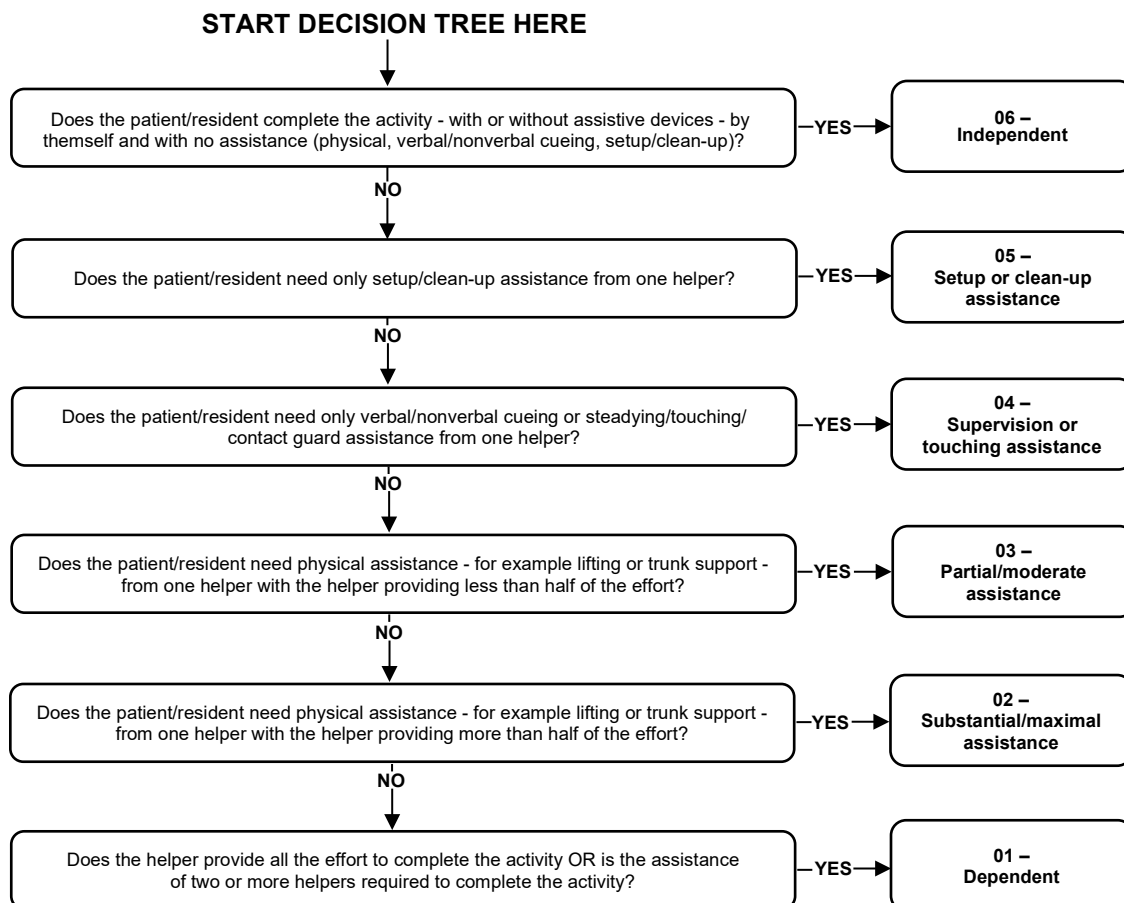 START DECISION TREE HERE
Does the patient/resident complete the activity - with or without assistive devices - by
themself and with no assistance (physical, verbal/nonverbal cueing, setup/clean-up)?
YES
06 –
Independent
NO
Does the patient/resident need only setup/clean-up assistance from one helper?
YES
05 –
Setup or clean-up
assistance
NO
Does the patient/resident need only verbal/nonverbal cueing or steadying/touching/
contact guard assistance from one helper?
YES
04 –
Supervision or
touching assistance
NO
Does the patient/resident need physical assistance - for example lifting or trunk support -
from one helper with the helper providing less than half of the effort?
YES
03 –
Partial/moderate
assistance
NO
Does the patient/resident need physical assistance - for example lifting or trunk support -
from one helper with the helper providing more than half of the effort?
YES
02 –
Substantial/maximal
assistance
NO
Does the helper provide all the effort to complete the activity OR is the assistance
of two or more helpers required to complete the activity?
YES
01 –
Dependent